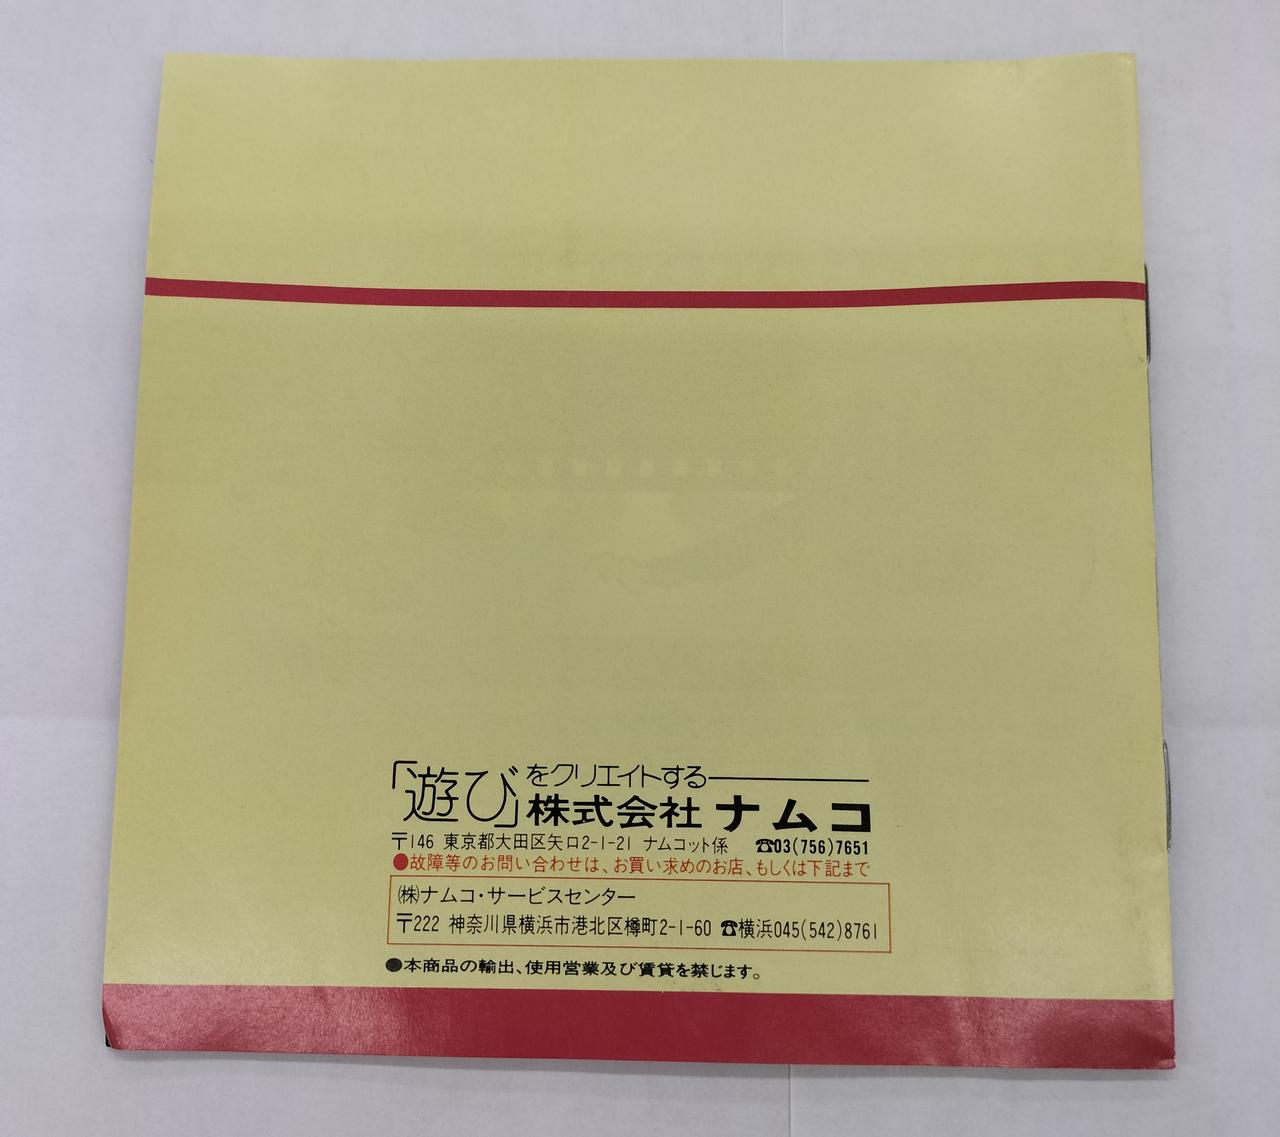 「遊び」をクリエイトする
株式会社ナムコ
〒146 東京都大田区矢口2-1-21 ナムコット係 ☎03(756)7651
●故障等のお問い合わせは、お買い求めのお店、もしくは下記まで
㈱ナムコ・サービスセンター
〒222 神奈川県横浜市港北区樽町2-1-60 ☎横浜045(542)8761
●本商品の輸出、使用営業及び賃貸を禁じます。